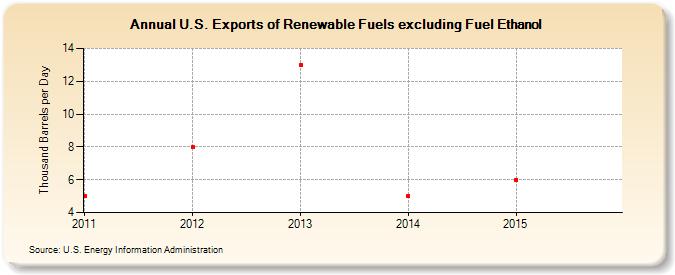 Annual U.S. Exports of Renewable Fuels excluding Fuel Ethanol
Thousand Barrels per Day
14
12
10
8
6
4
2011 2012 2013 2014 2015
Source: U.S. Energy Information Administration